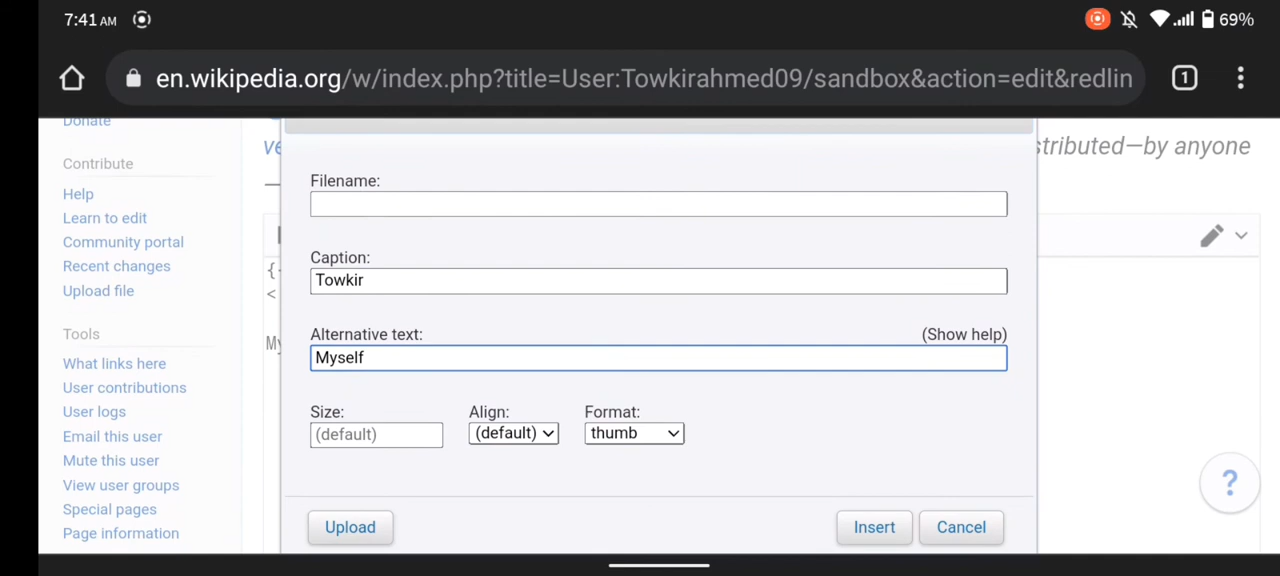 7:41 AM 69%
en.wikipedia.org/w/index.php?title=User:Towkirahmed09/sandbox&action=edit&redlin 1
Donate
Contribute
Help
Learn to edit
Community portal
Recent changes
Upload file
Tools
What links here
User contributions
User logs
Email this user
Mute this user
View user groups
Special pages
Page information
ve
stributed—by anyone
—
{
<
My
Filename:
Caption:
Towkir
Alternative text: (Show help)
Myself
Size: Align: Format:
(default) (default) thumb
Upload Insert Cancel
?